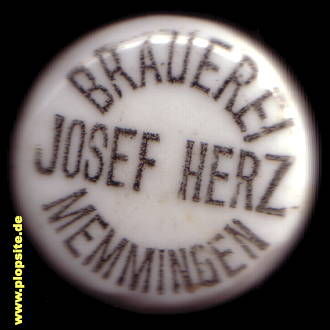 BRAUEREI
JOSEF HERZ
MEMMINGEN
www.plopsite.de